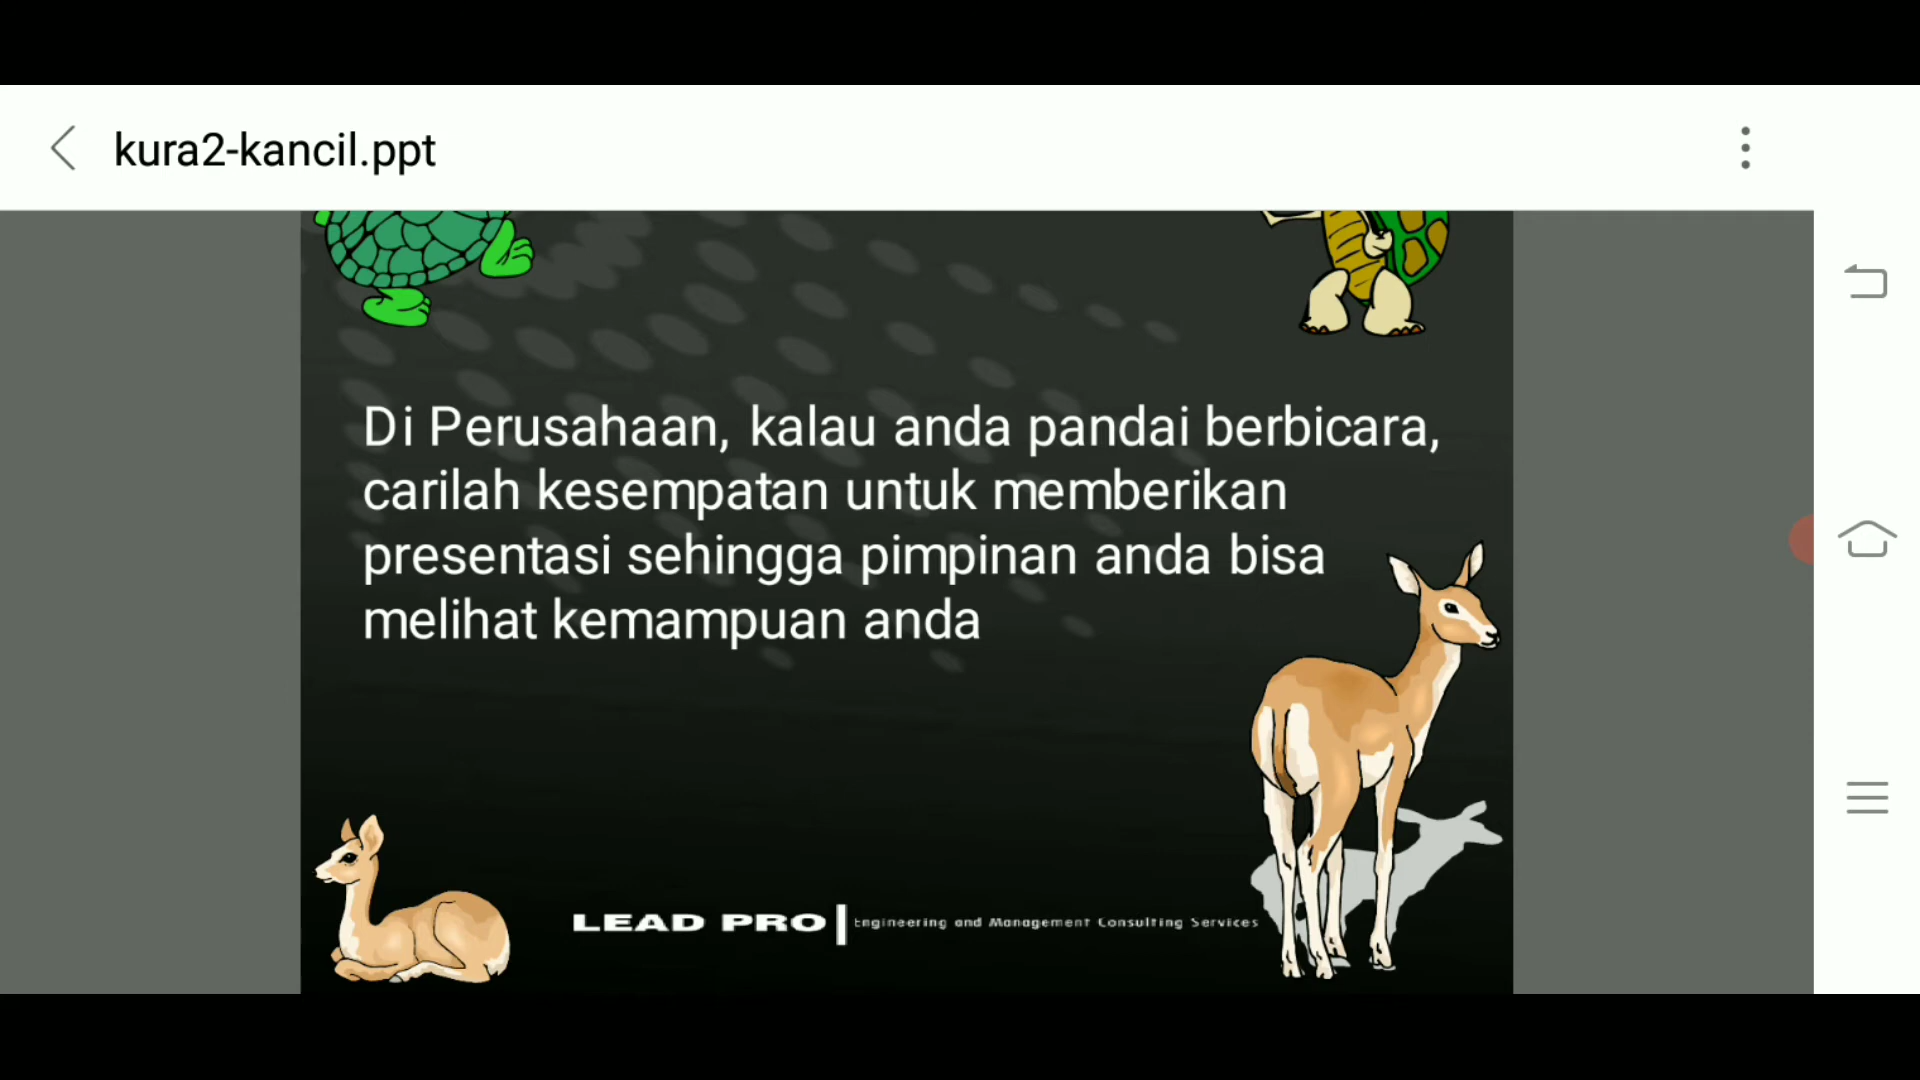 kura2-kancil.ppt
Di Perusahaan, kalau anda pandai berbicara,
carilah kesempatan untuk memberikan
presentasi sehingga pimpinan anda bisa
melihat kemampuan anda
LEAD PRO Engineering and Management Consulting Services